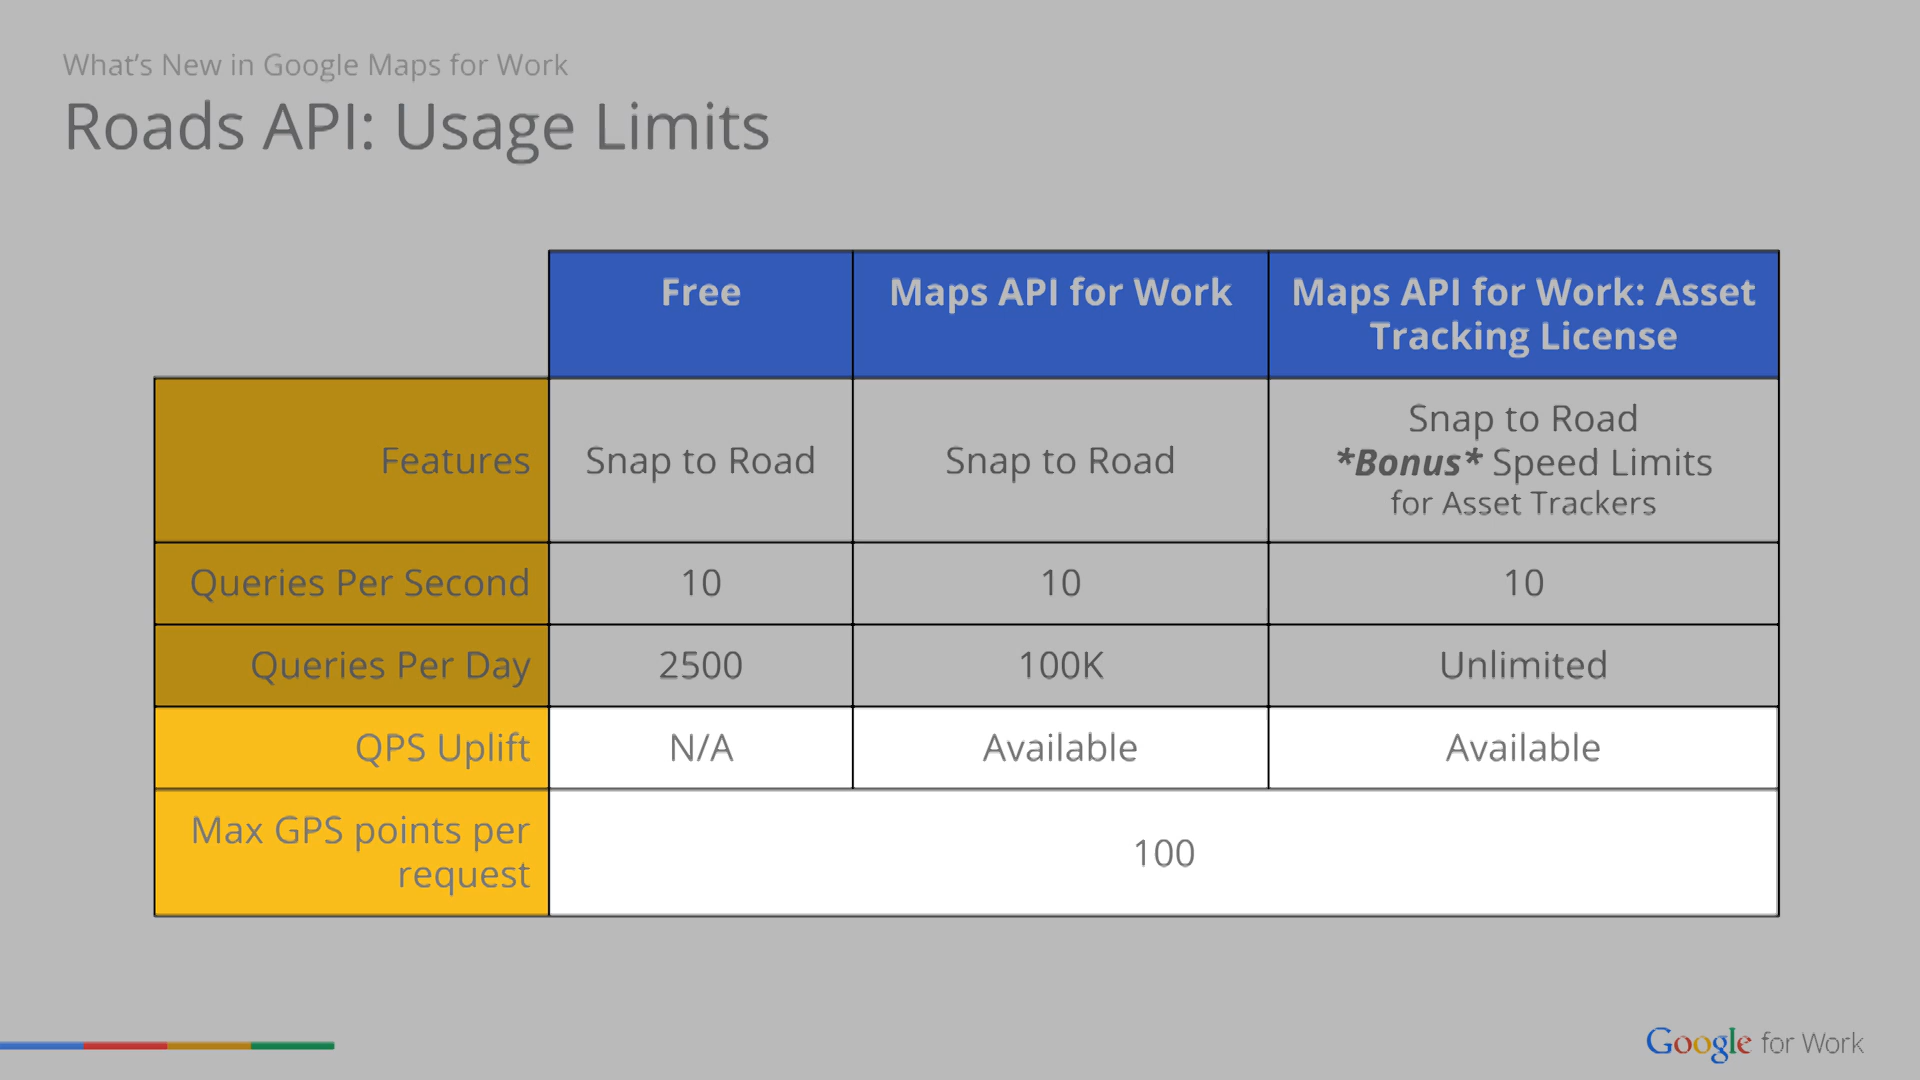 What's New in Google Maps for Work
Roads API: Usage Limits
Free
Maps API for Work
Maps API for Work: Asset
Tracking License
Features
Snap to Road
Snap to Road
Snap to Road
*Bonus* Speed Limits
for Asset Trackers
Queries Per Second
10
10
10
Queries Per Day
2500
100K
Unlimited
QPS Uplift
N/A
Available
Available
Max GPS points per
request
100
Google for Work